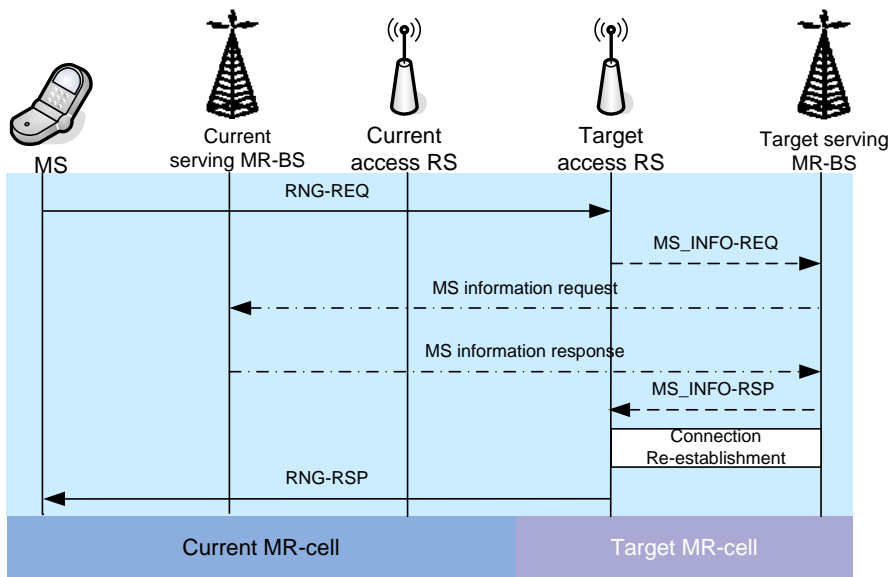 MS
Current
serving MR-BS
Current
access RS
Target
access RS
Target serving
MR-BS
RNG-REQ
MS_INFO-REQ
MS information request
MS information response
MS_INFO-RSP
Connection
Re-establishment
RNG-RSP
Current MR-cell
Target MR-cell